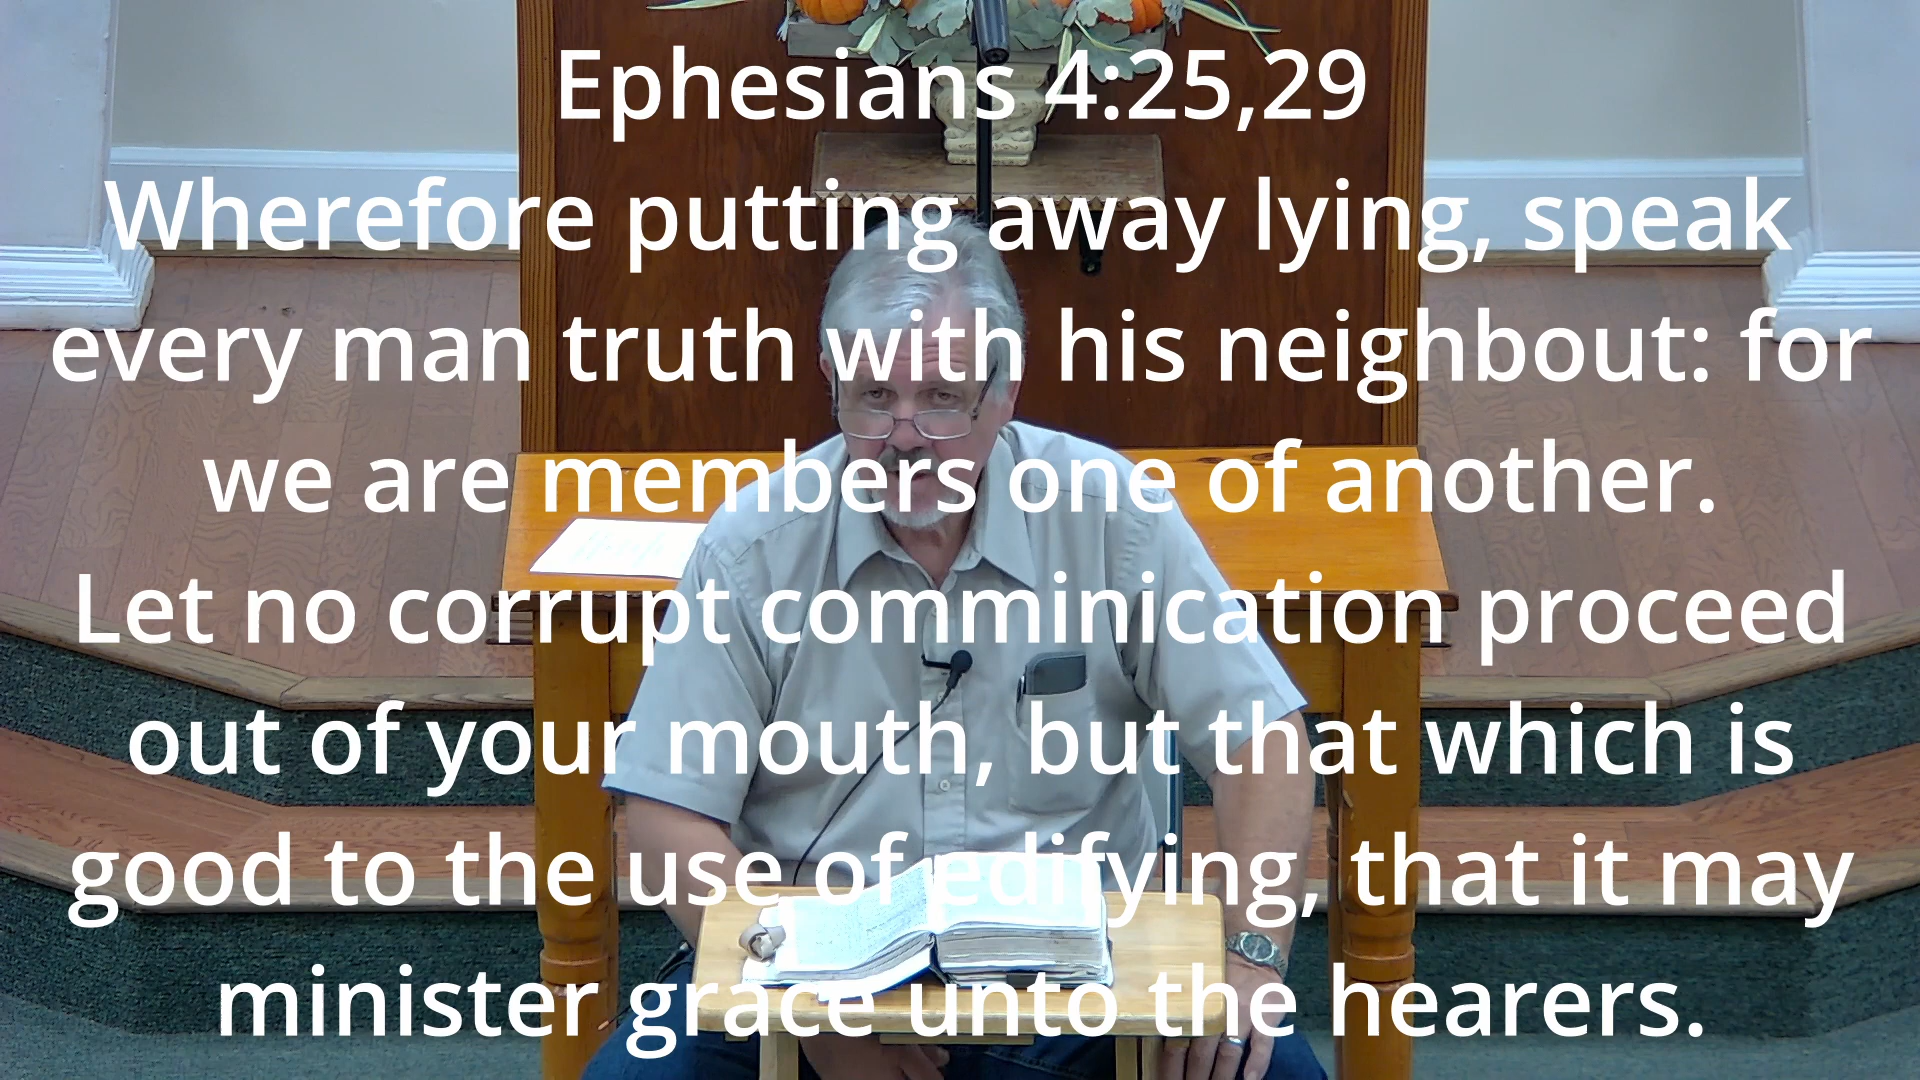 Ephesians 4:25,29
Wherefore putting away lying, speak
every man truth with his neighbout: for
we are members one of another.
Let no corrupt comminication proceed
out of your mouth, but that which is
good to the use of edifying, that it may
minister grace unto the hearers.